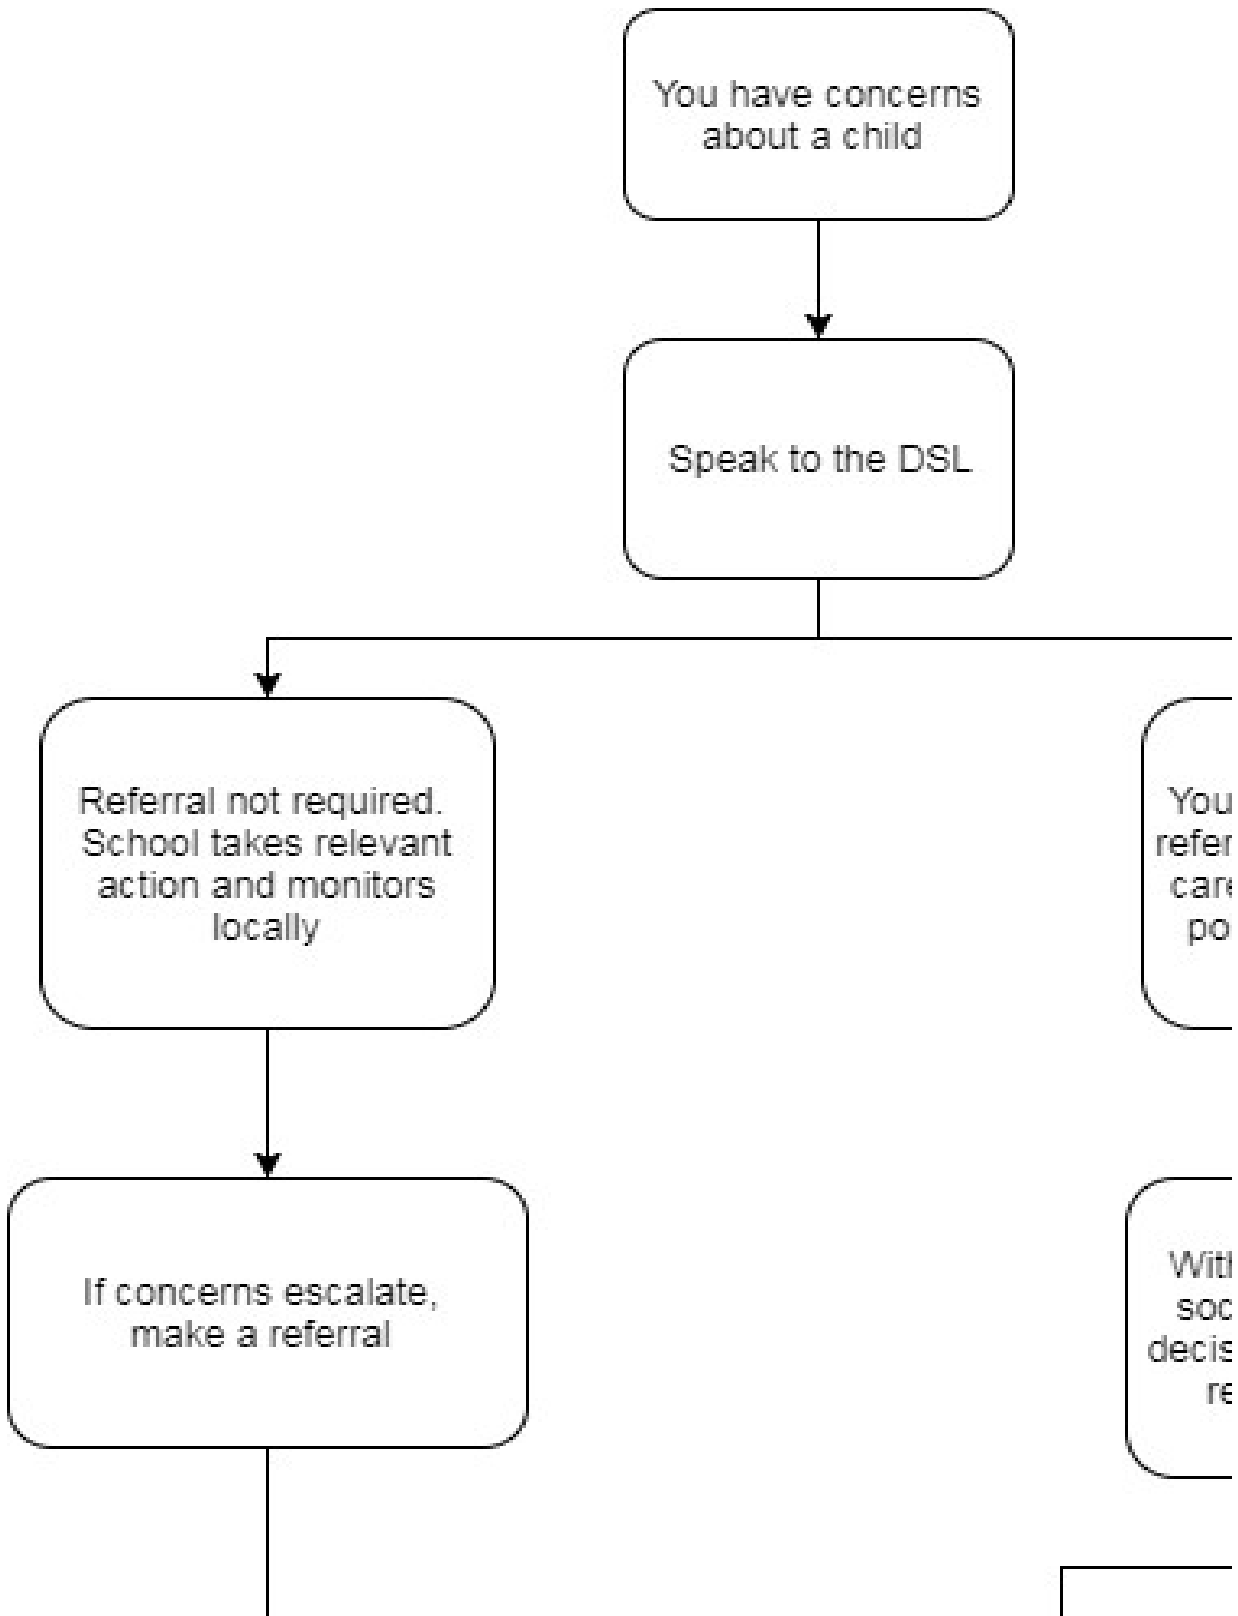 You have concerns
about a child
Speak to the DSL
Referral not required.
School takes relevant
action and monitors
locally
You
If concerns escalate,
make a referral